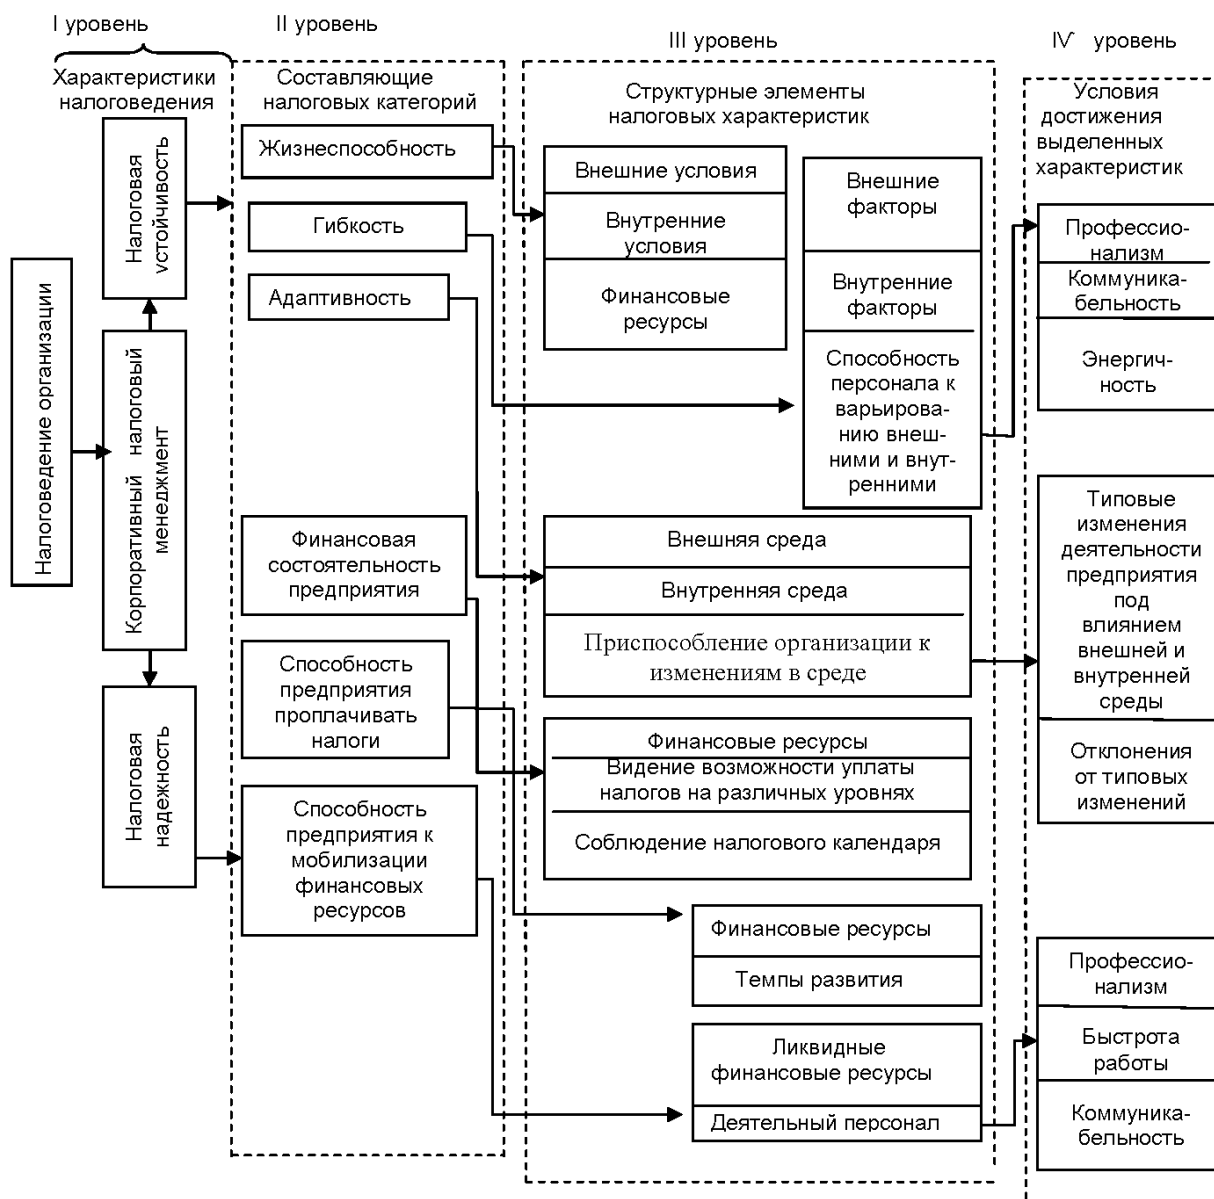 I уровень
II уровень
III уровень
IV уровень
Характеристики
налоговедения
Составляющие
налоговых категорий
Структурные элементы
налоговых характеристик
Условия
достижения
выделенных
характеристик
Налоговедение организации
Налоговая
устойчивость
Корпоративный налоговый
менеджмент
Налоговая
надежность
Жизнеспособность
Гибкость
Адаптивность
Финансовая
состоятельность
предприятия
Способность
предприятия
проплачивать
налоги
Способность
предприятия к
мобилизации
финансовых
ресурсов
Внешние условия
Внутренние
условия
Финансовые
ресурсы
Внешние
факторы
Внутренние
факторы
Способность
персонала к
варьирова-
нию внеш-
ними и внут-
ренними
Внешняя среда
Внутренняя среда
Приспособление организации к
изменениям в среде
Финансовые ресурсы
Видение возможности уплаты
налогов на различных уровнях
Соблюдение налогового календаря
Финансовые ресурсы
Темпы развития
Ликвидные
финансовые ресурсы
Деятельный персонал
Профессио-
нализм
Коммуника-
бельность
Энергич-
ность
Типовые
изменения
деятельности
предприятия
под
влиянием
внешней и
внутренней
среды
Отклонения
от типовых
изменений
Профессио-
нализм
Быстрота
работы
Коммуника-
бельность